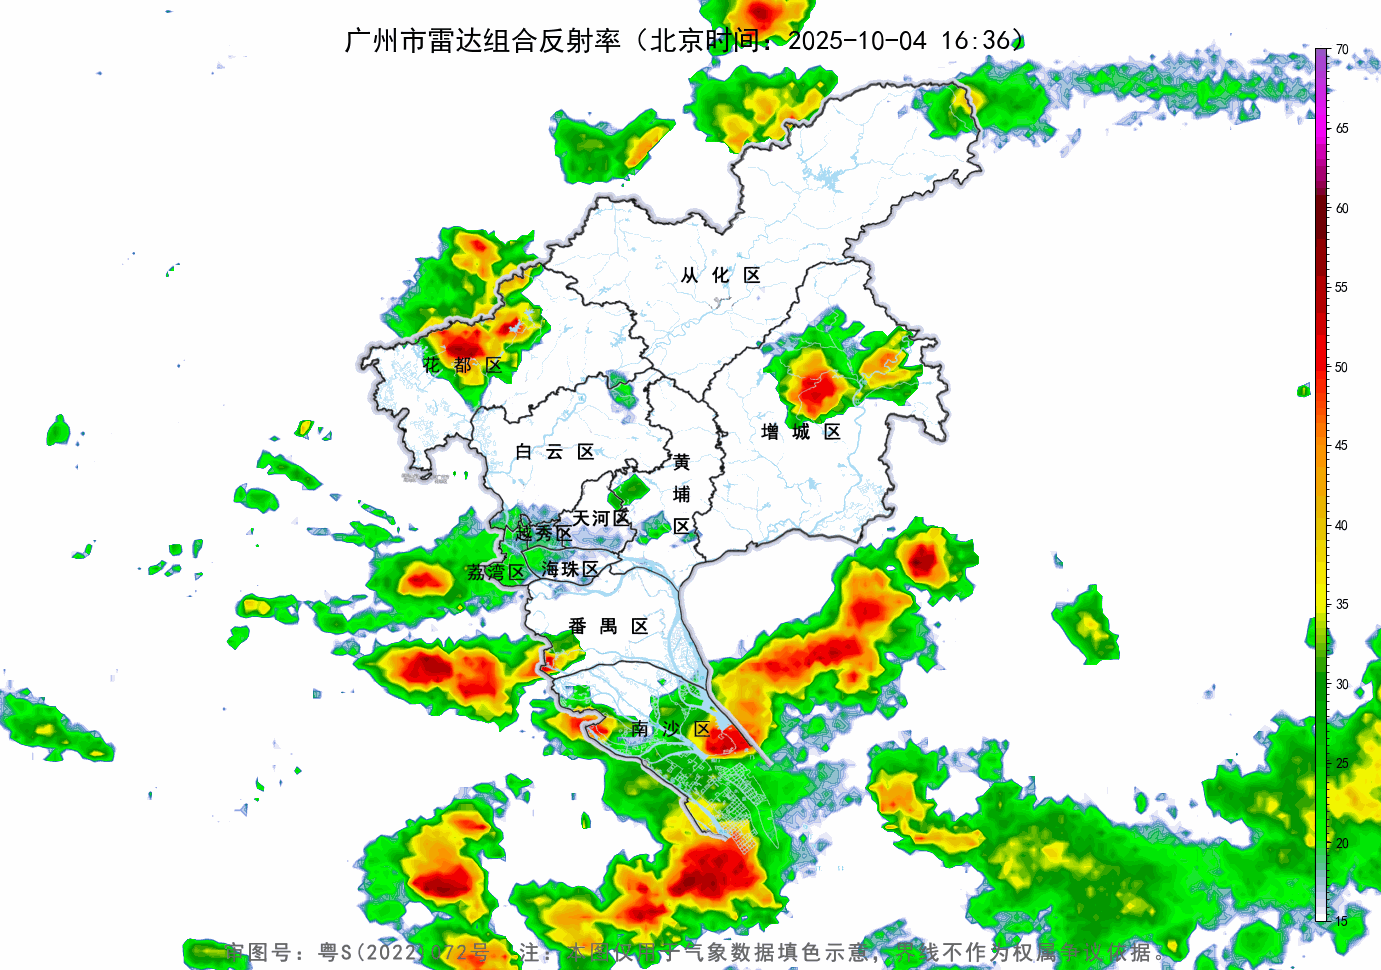 广州市雷达组合反射率（北京时间：2025-10-04 16:36）
70
65
60
55
50
45
40
35
30
25
20
15
从化区
花都区
增城区
白云区
黄埔区
天河区
越秀区
荔湾区
海珠区
番禺区
南沙区
审图号：粤S(2022)072号 注：本图仅用于气象数据填色示意，界线不作为权属争议依据。